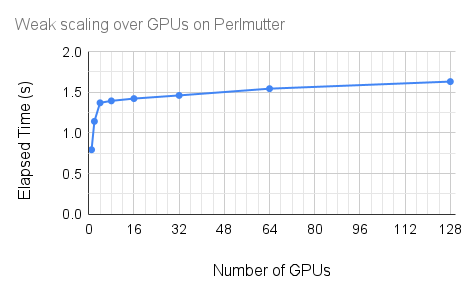 Weak scaling over GPUs on Perlmutter
2.0
1.5
1.0
0.5
0.0
Elapsed Time (s)
0 16 32 48 64 80 96 112 128
Number of GPUs